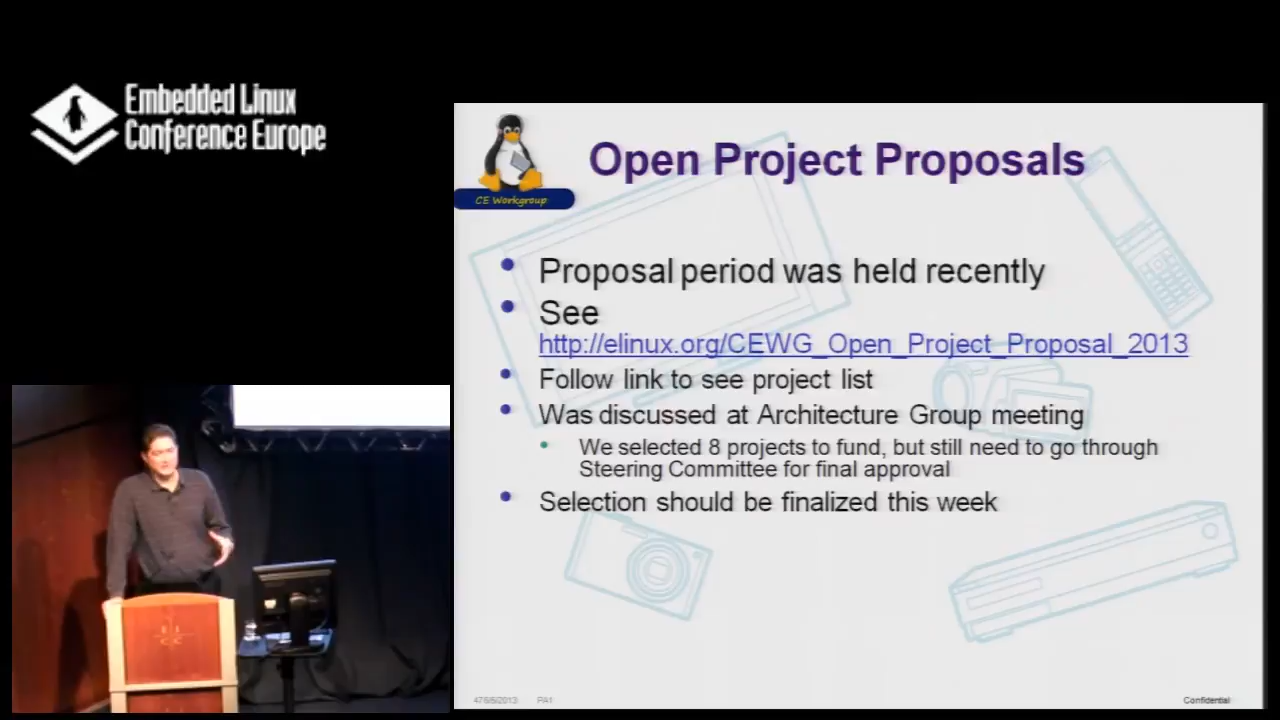 Embedded Linux
Conference Europe
CE Workgroup
Open Project Proposals
Proposal period was held recently
See
http://elinux.org/CEWG_Open_Project_Proposal_2013
Follow link to see project list
Was discussed at Architecture Group meeting
We selected 8 projects to fund, but still need to go through
Steering Committee for final approval
Selection should be finalized this week
PA1
Confidential